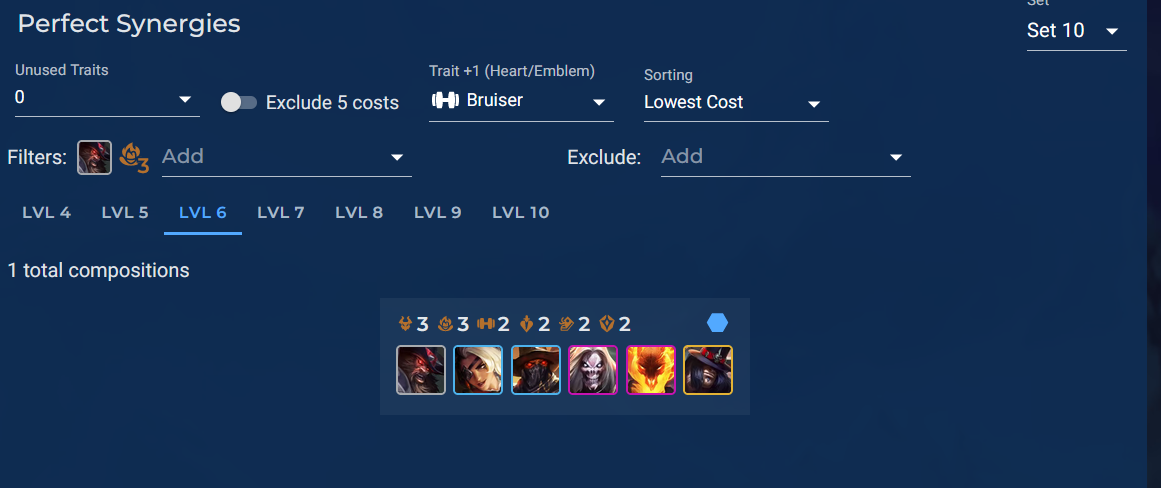 Perfect Synergies
Set
Set 10
Unused Traits
0
Exclude 5 costs
Trait +1 (Heart/Emblem)
Bruiser
Sorting
Lowest Cost
Filters:
3
Add
Exclude:
Add
LVL 4 LVL 5 LVL 6 LVL 7 LVL 8 LVL 9 LVL 10
1 total compositions
3 3 2 2 2 2